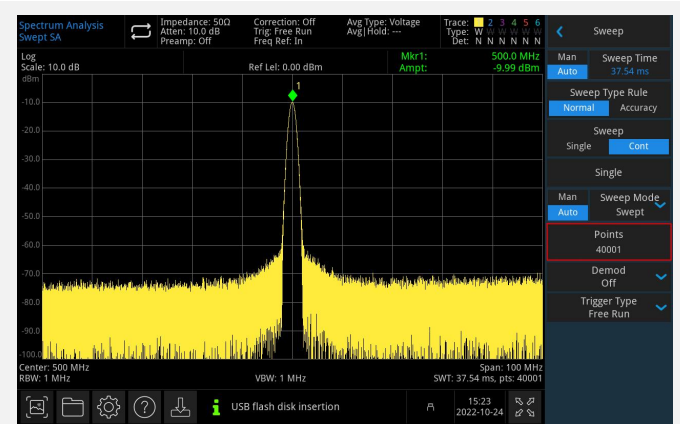 Spectrum Analysis
Swept SA
Impedance: 50Ω
Atten: 10.0 dB
Preamp: Off
Correction: Off
Trig: Free Run
Freq Ref: In
Avg Type: Voltage
Avg|Hold: ---
Trace: 2 3 4 5 6
Type: W W W W W W
Det: N N N N N N
Log
Scale: 10.0 dB
Ref Lel: 0.00 dBm
Mkr1: 500.0 MHz
Ampt: -9.99 dBm
dBm
1
-10.0
-20.0
-30.0
-40.0
-50.0
-60.0
-70.0
-80.0
-90.0
-100.0
Center: 500 MHz
Span: 100 MHz
RBW: 1 MHz
VBW: 1 MHz
SWT: 37.54 ms, pts: 40001
USB flash disk insertion
15:23
2022-10-24
Sweep
Man
Auto
Sweep Time
37.54 ms
Sweep Type Rule
Normal Accuracy
Sweep
Single Cont
Single
Man
Auto
Sweep Mode
Swept
Points
40001
Demod
Off
Trigger Type
Free Run